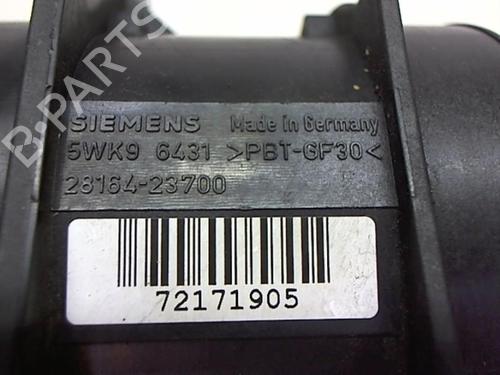 B-PARTS
SIEMENS Made in Germany
5WK9 6431 >PBT-GF30<
28164-23700
72171905